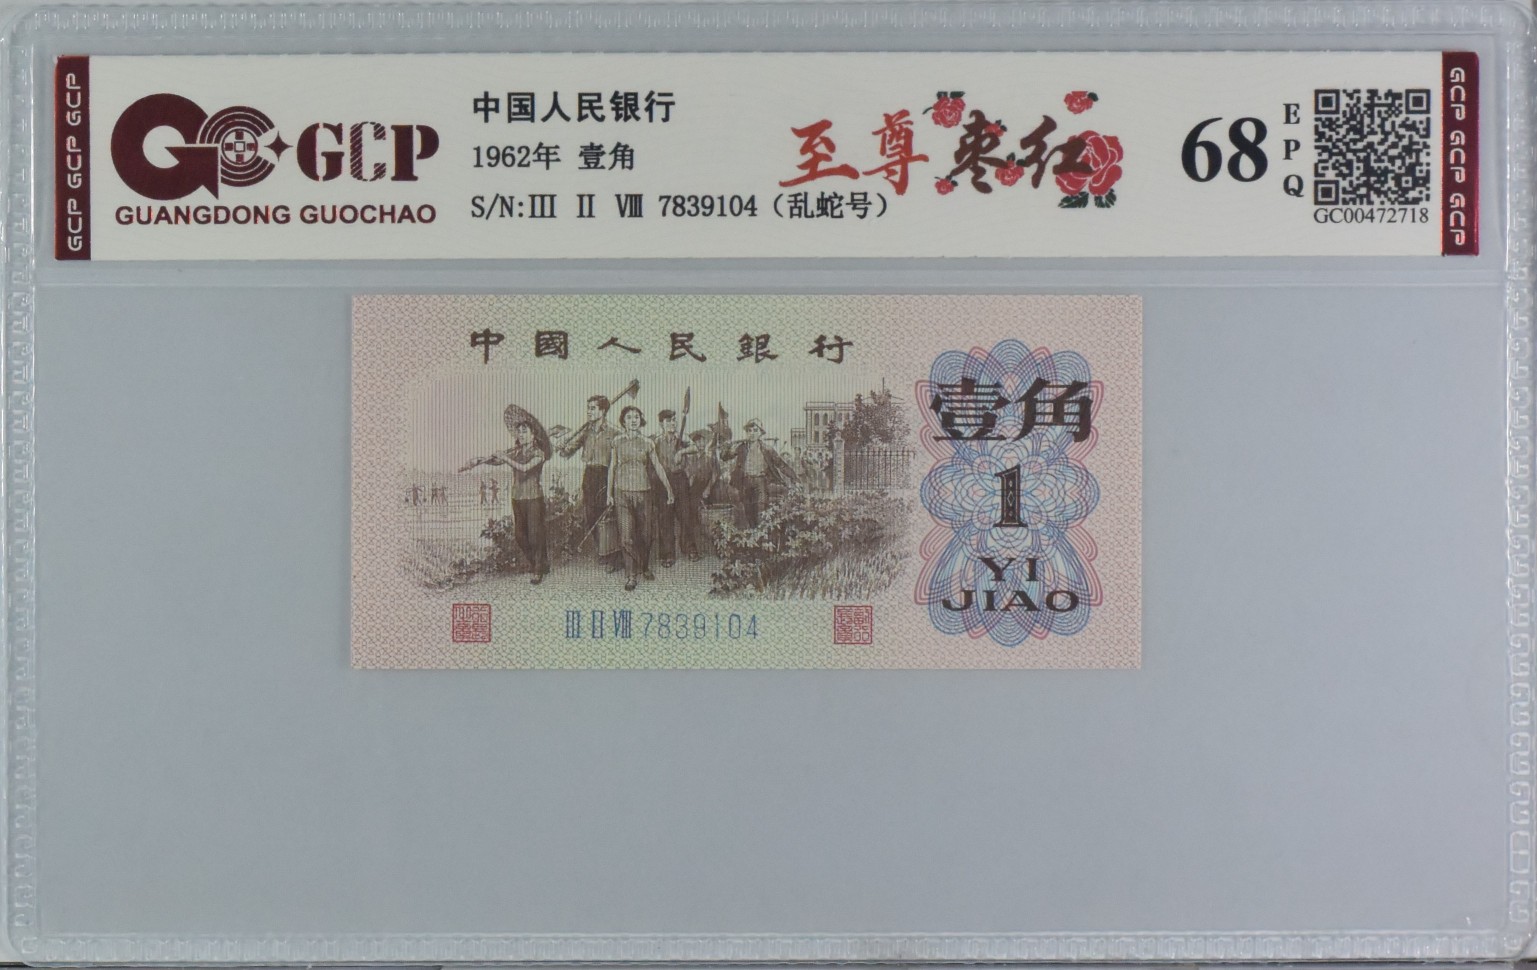 GCP GCP GCP
GCP
GUANGDONG GUOCHAO
中国人民银行
1962年 壹角
S/N:Ⅲ Ⅱ Ⅷ 7839104（乱蛇号）
至尊枣红
68
EPQ
GC00472718
GCP GCP GCP
中國人民銀行
壹角
1
YI
JIAO
Ⅲ Ⅱ Ⅷ 7839104